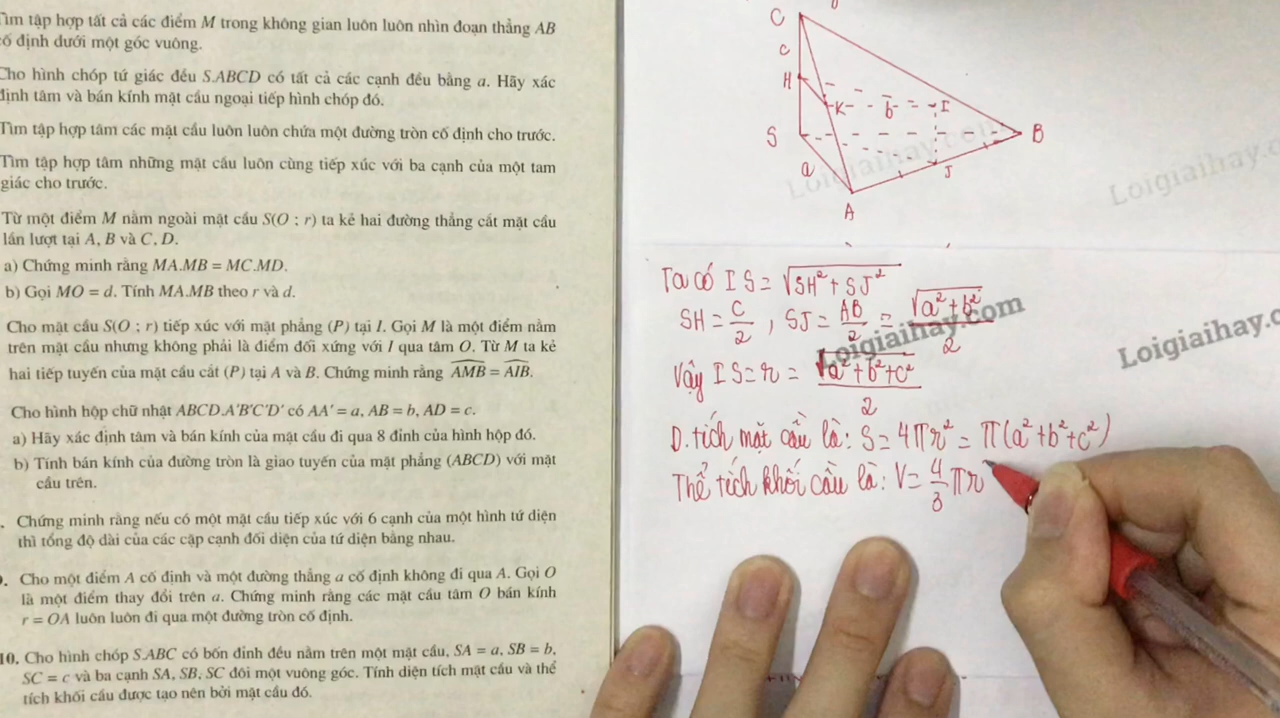 Tìm tập hợp tất cả các điểm M trong không gian luôn luôn nhìn đoạn thẳng AB
cố định dưới một góc vuông.
Cho hình chóp tứ giác đều S.ABCD có tất cả các cạnh đều bằng a. Hãy xác
định tâm và bán kính mặt cầu ngoại tiếp hình chóp đó.
Tìm tập hợp tâm các mặt cầu luôn luôn chứa một đường tròn cố định cho trước.
Tìm tập hợp tâm những mặt cầu luôn cùng tiếp xúc với ba cạnh của một tam
giác cho trước.
Từ một điểm M nằm ngoài mặt cầu S(O ; r) ta kẻ hai đường thẳng cắt mặt cầu
lần lượt tại A, B và C, D.
a) Chứng minh rằng MA.MB = MC.MD.
b) Gọi MO = d. Tính MA.MB theo r và d.
Cho mặt cầu S(O ; r) tiếp xúc với mặt phẳng (P) tại I. Gọi M là một điểm nằm
trên mặt cầu nhưng không phải là điểm đối xứng với I qua tâm O. Từ M ta kẻ
hai tiếp tuyến của mặt cầu cắt (P) tại A và B. Chứng minh rằng AMB = AIB.
Cho hình hộp chữ nhật ABCD.A'B'C'D' có AA' = a, AB = b, AD = c.
a) Hãy xác định tâm và bán kính của mặt cầu đi qua 8 đỉnh của hình hộp đó.
b) Tính bán kính của đường tròn là giao tuyến của mặt phẳng (ABCD) với mặt
cầu trên.
. Chứng minh rằng nếu có một mặt cầu tiếp xúc với 6 cạnh của một hình tứ diện
thì tổng độ dài của các cặp cạnh đối diện của tứ diện bằng nhau.
. Cho một điểm A cố định và một đường thẳng a cố định không đi qua A. Gọi O
là một điểm thay đổi trên a. Chứng minh rằng các mặt cầu tâm O bán kính
r = OA luôn luôn đi qua một đường tròn cố định.
10. Cho hình chóp S.ABC có bốn đỉnh đều nằm trên một mặt cầu, SA = a, SB = b,
SC = c và ba cạnh SA, SB, SC đôi một vuông góc. Tính diện tích mặt cầu và thể
tích khối cầu được tạo nên bởi mặt cầu đó.
C
c
H
K b I
S B
a J
A
Loigiaihay.com
Loigiaihay.c
Ta có IS = √(SH² + SJ²)
SH = C/2 , SJ = AB/2 = √(a² + b²)/2
Loigiaihay.com
Loigiaihay.c
Vậy IS = r = √(a² + b² + c²)/2
D.tích mặt cầu là: S = 4πr² = π(a² + b² + c²)
Thể tích khối cầu là: V = 4/3 πr